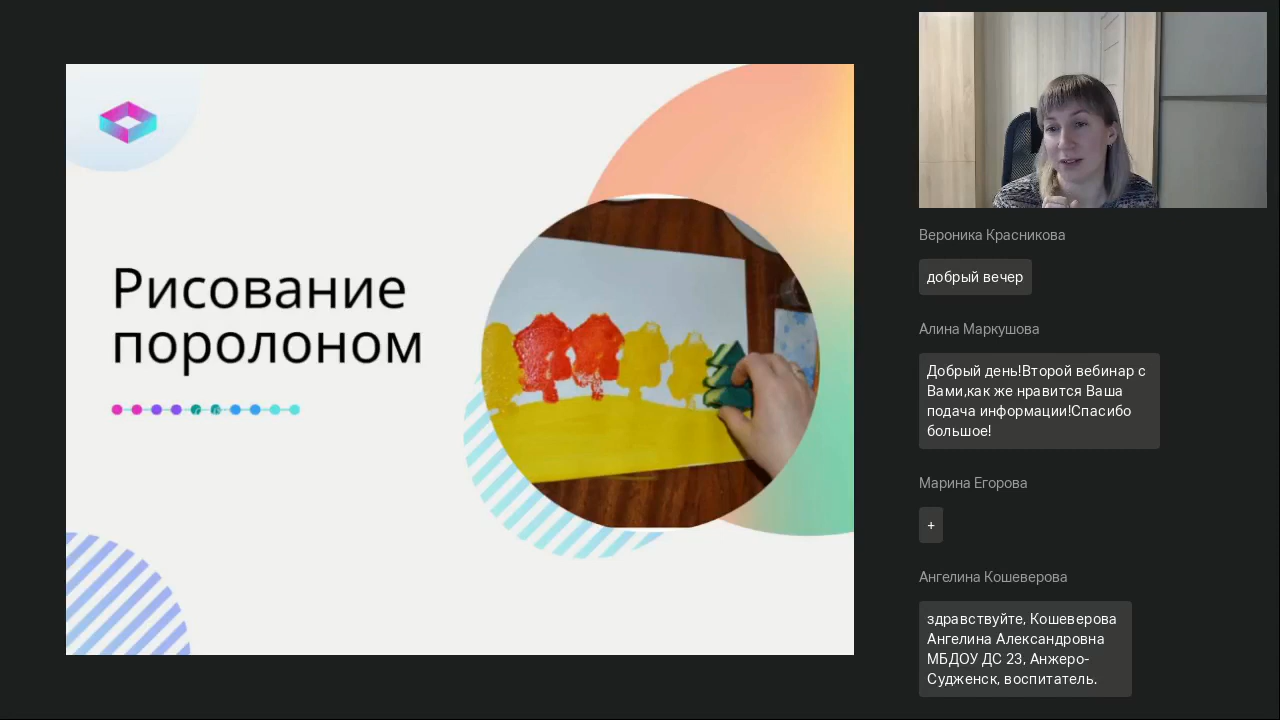 Рисование
поролоном
Вероника Красникова
добрый вечер
Алина Маркушова
Добрый день!Второй вебинар с
Вами,как же нравится Ваша
подача информации!Спасибо
большое!
Марина Егорова
+
Ангелина Кошеверова
здравствуйте, Кошеверова
Ангелина Александровна
МБДОУ ДС 23, Анжеро-
Судженск, воспитатель.